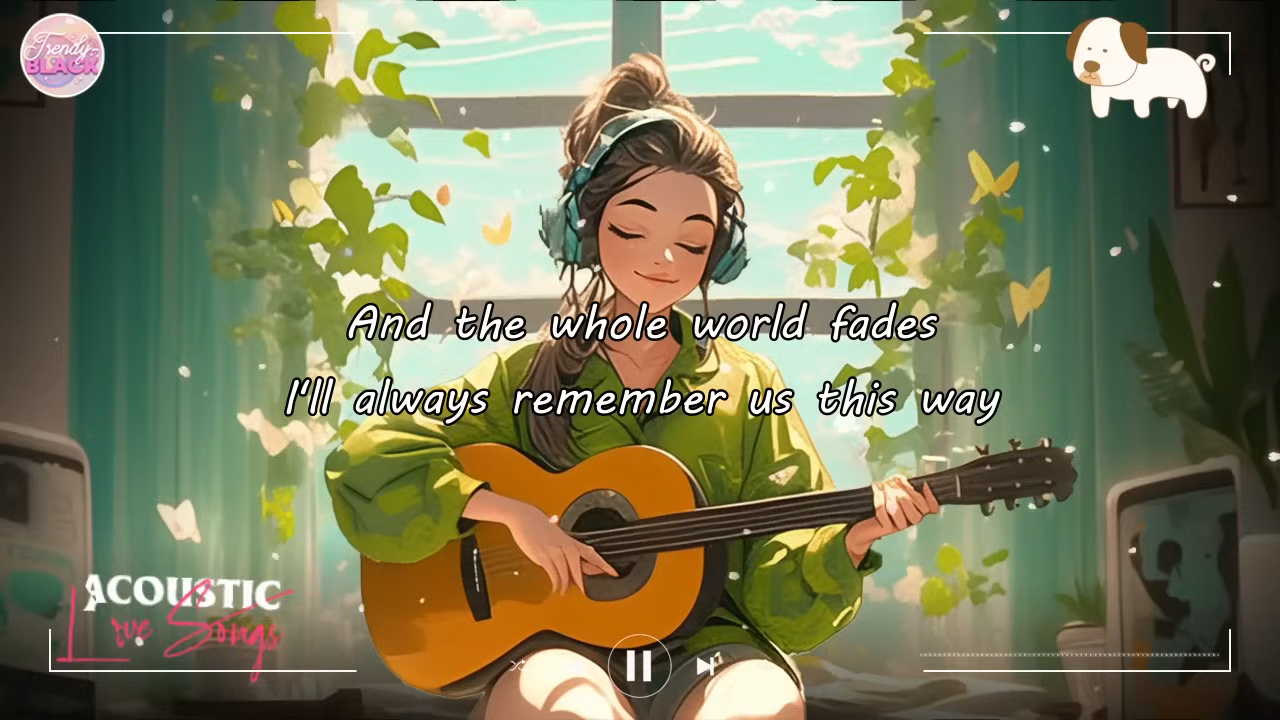 Trendy-
BLACK
And the whole world fades
I'll always remember us this way
ACOUSTIC
Love Songs